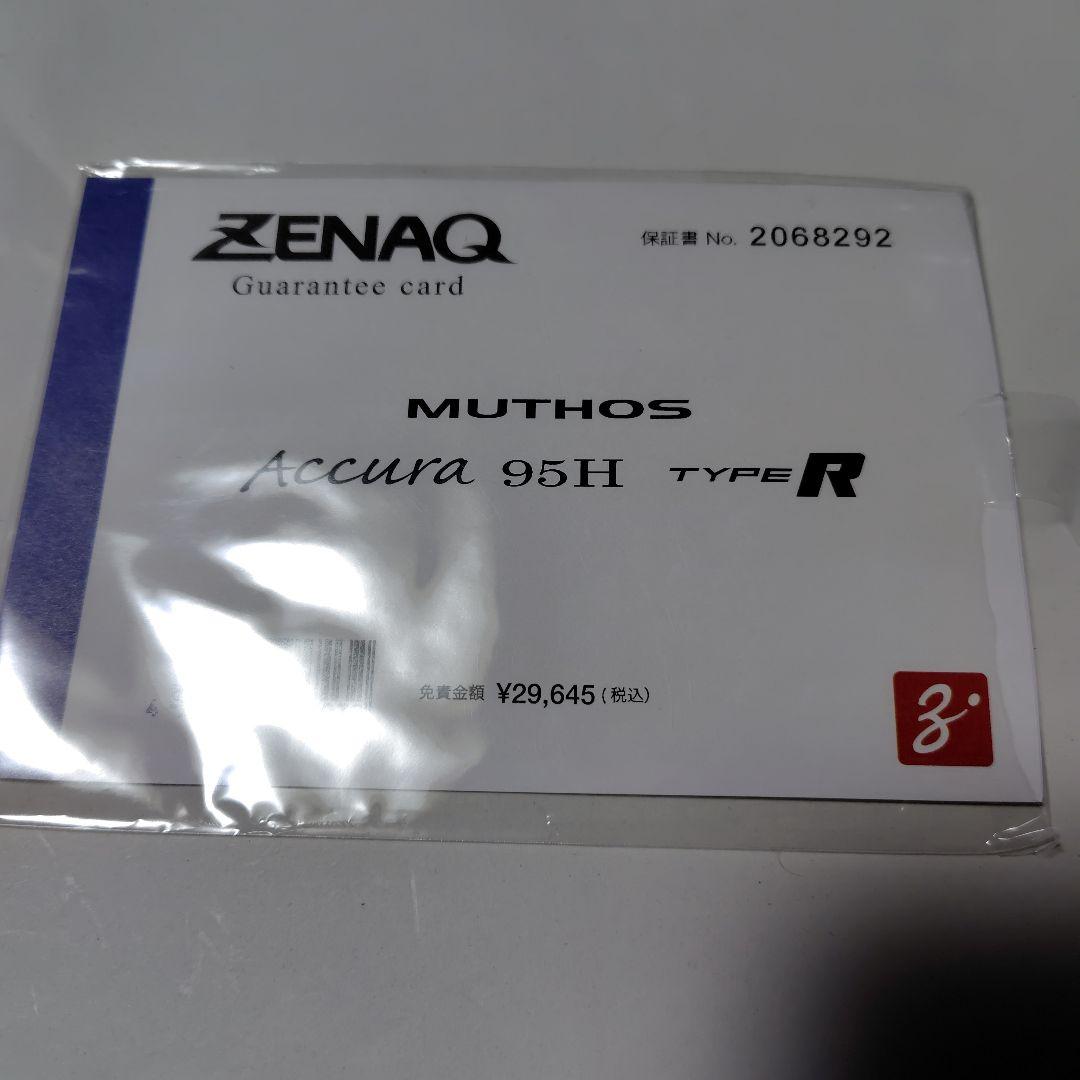 ZENAQ
保証書 No. 2068292
Guarantee card
MUTHOS
Accura 95H TYPE R
免責金額 ¥29,645(税込)